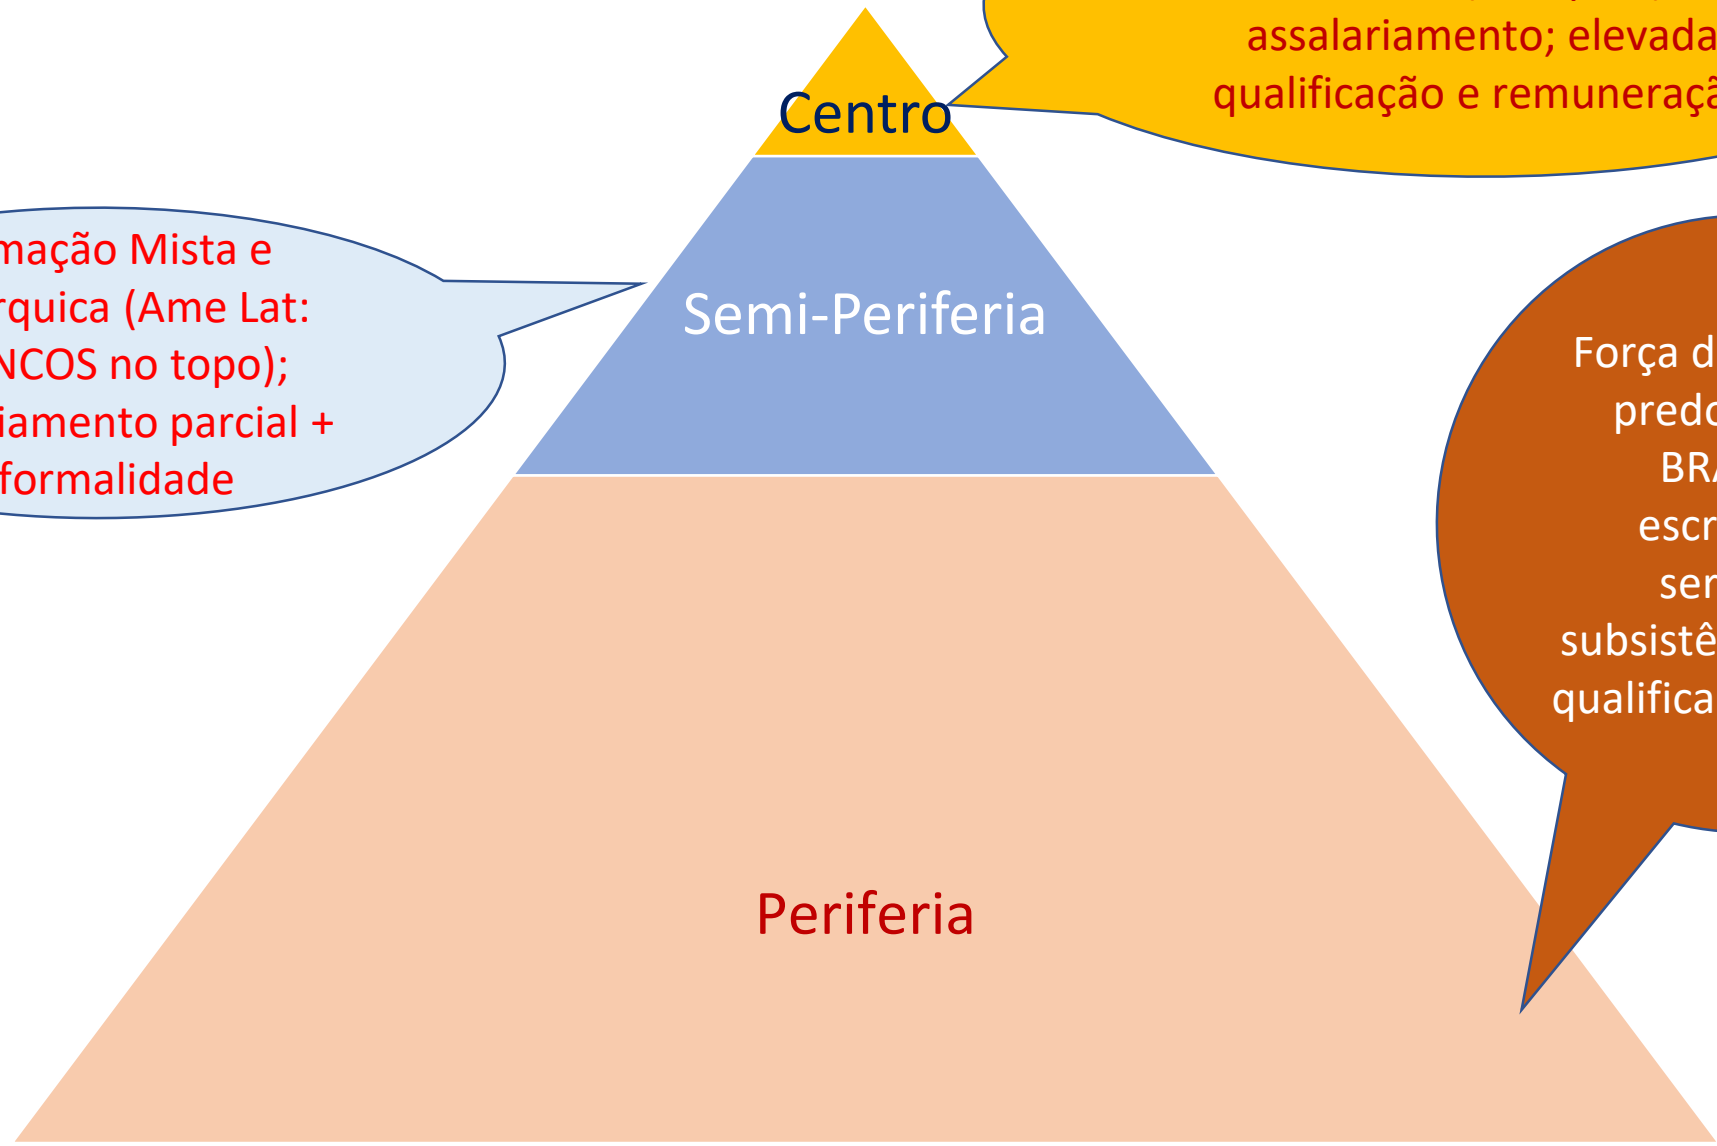 assalariamento; elevada
qualificação e remuneraçã
Centro
mação Mista e
rquica (Ame Lat:
NCOS no topo);
iamento parcial +
formalidade
Semi-Periferia
Força d
predo
BRA
escr
ser
subsistê
qualifica
Periferia